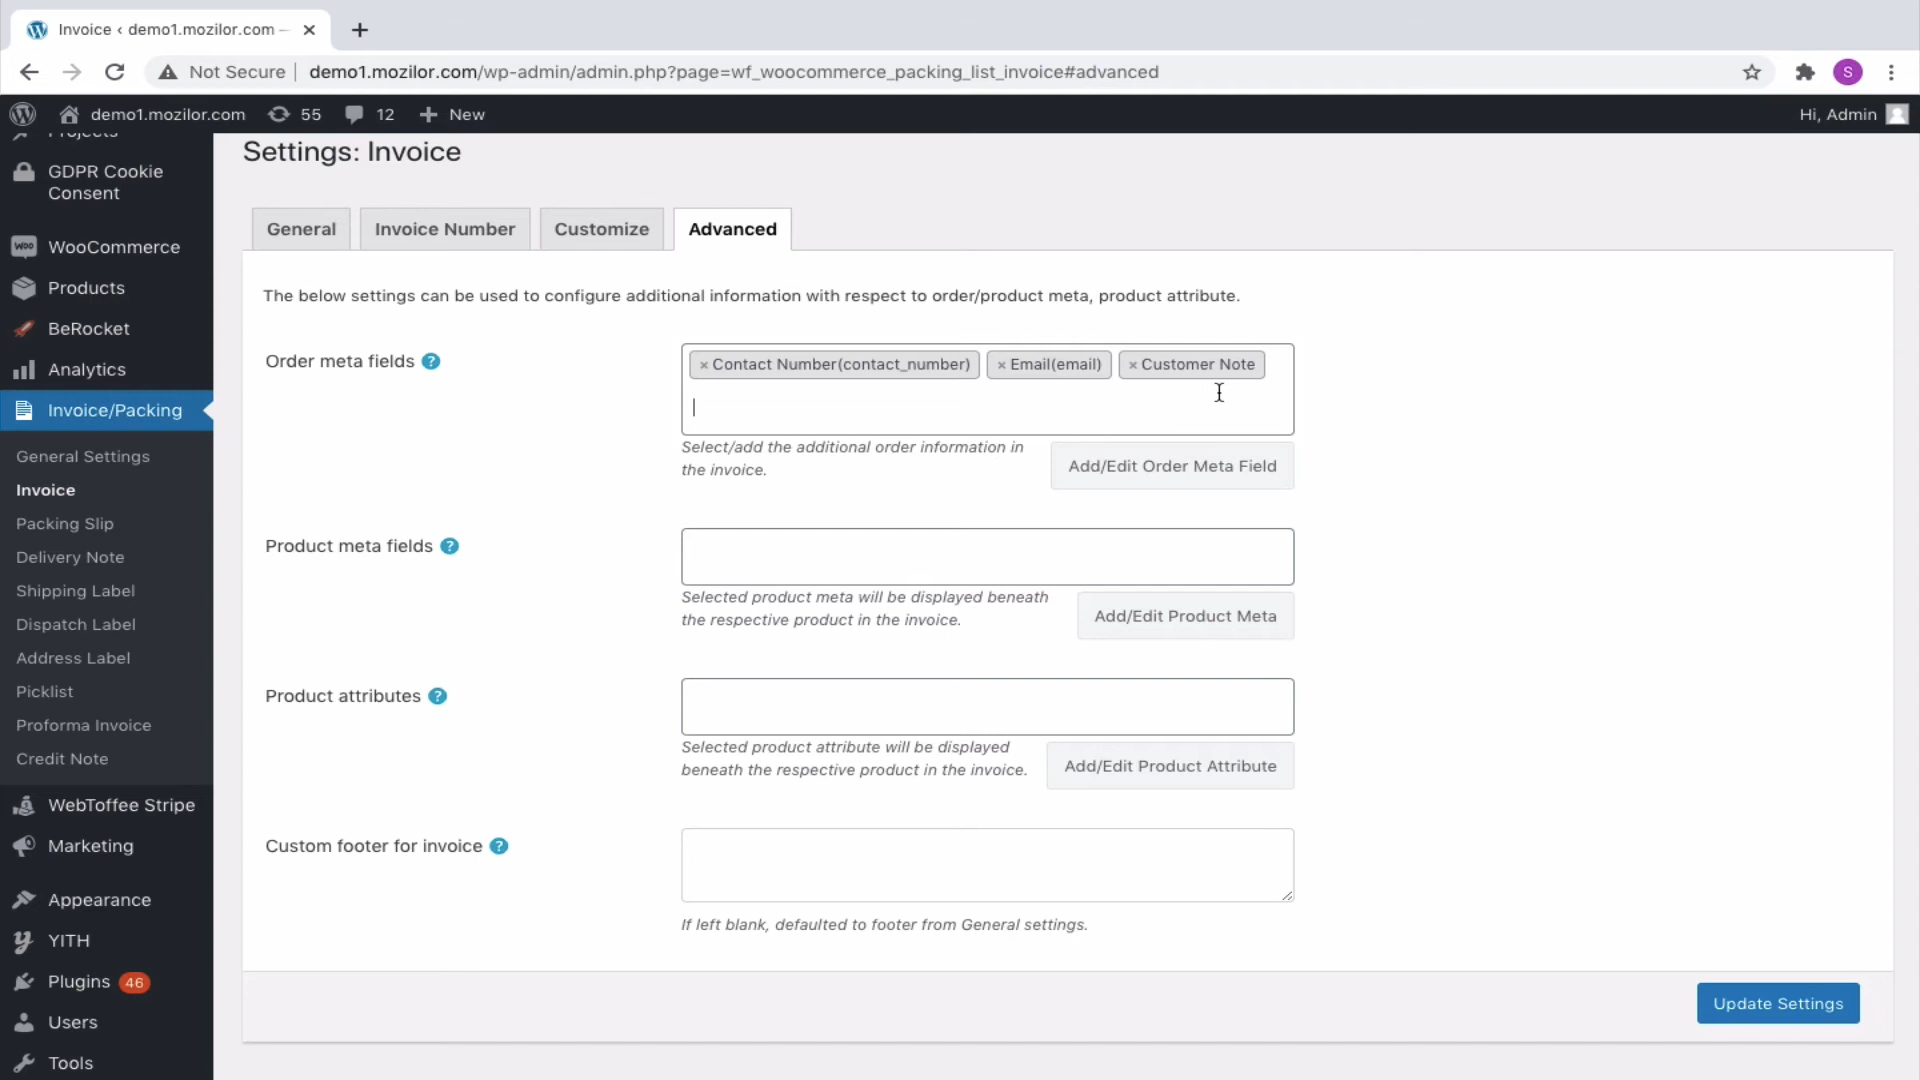 Invoice ‹ demo1.mozilor.com –
Not Secure
demo1.mozilor.com/wp-admin/admin.php?page=wf_woocommerce_packing_list_invoice#advanced
S
demo1.mozilor.com
55
12
New
Hi, Admin
Projects
GDPR Cookie
Consent
WooCommerce
Products
BeRocket
Analytics
Invoice/Packing
General Settings
Invoice
Packing Slip
Delivery Note
Shipping Label
Dispatch Label
Address Label
Picklist
Proforma Invoice
Credit Note
WebToffee Stripe
Marketing
Appearance
YITH
Plugins 46
Users
Tools
Settings: Invoice
General
Invoice Number
Customize
Advanced
The below settings can be used to configure additional information with respect to order/product meta, product attribute.
Order meta fields ?
× Contact Number(contact_number) × Email(email) × Customer Note
Select/add the additional order information in
the invoice.
Add/Edit Order Meta Field
Product meta fields ?
Selected product meta will be displayed beneath
the respective product in the invoice.
Add/Edit Product Meta
Product attributes ?
Selected product attribute will be displayed
beneath the respective product in the invoice.
Add/Edit Product Attribute
Custom footer for invoice ?
If left blank, defaulted to footer from General settings.
Update Settings